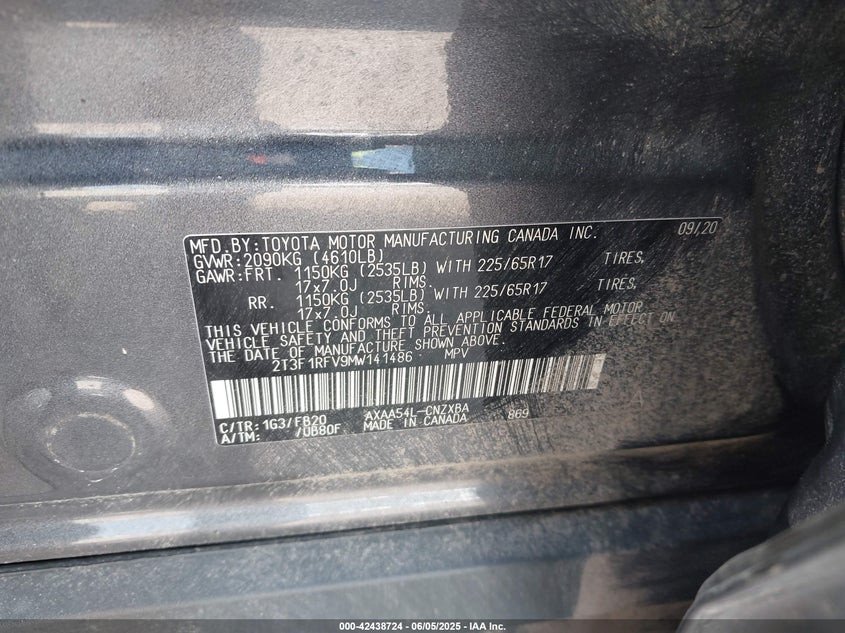 MFD.BY:TOYOTA MOTOR MANUFACTURING CANADA INC. 09/20
GVWR:2090KG (4610LB)
GAWR:FRT. 1150KG (2535LB) WITH 225/65R17 TIRES,
17x7.0J RIMS.
RR. 1150KG (2535LB) WITH 225/65R17 TIRES,
17x7.0J RIMS.
THIS VEHICLE CONFORMS TO ALL APPLICABLE FEDERAL MOTOR
VEHICLE SAFETY AND THEFT PREVENTION STANDARDS IN EFFECT ON
THE DATE OF MANUFACTURE SHOWN ABOVE.
2T3F1RFV9MW141486 MPV
C/TR:1G3/FB20 AXAA54L-CNZXBA 869
A/TM: /UB80F MADE IN CANADA
000-42438724 - 06/05/2025 - IAA Inc.